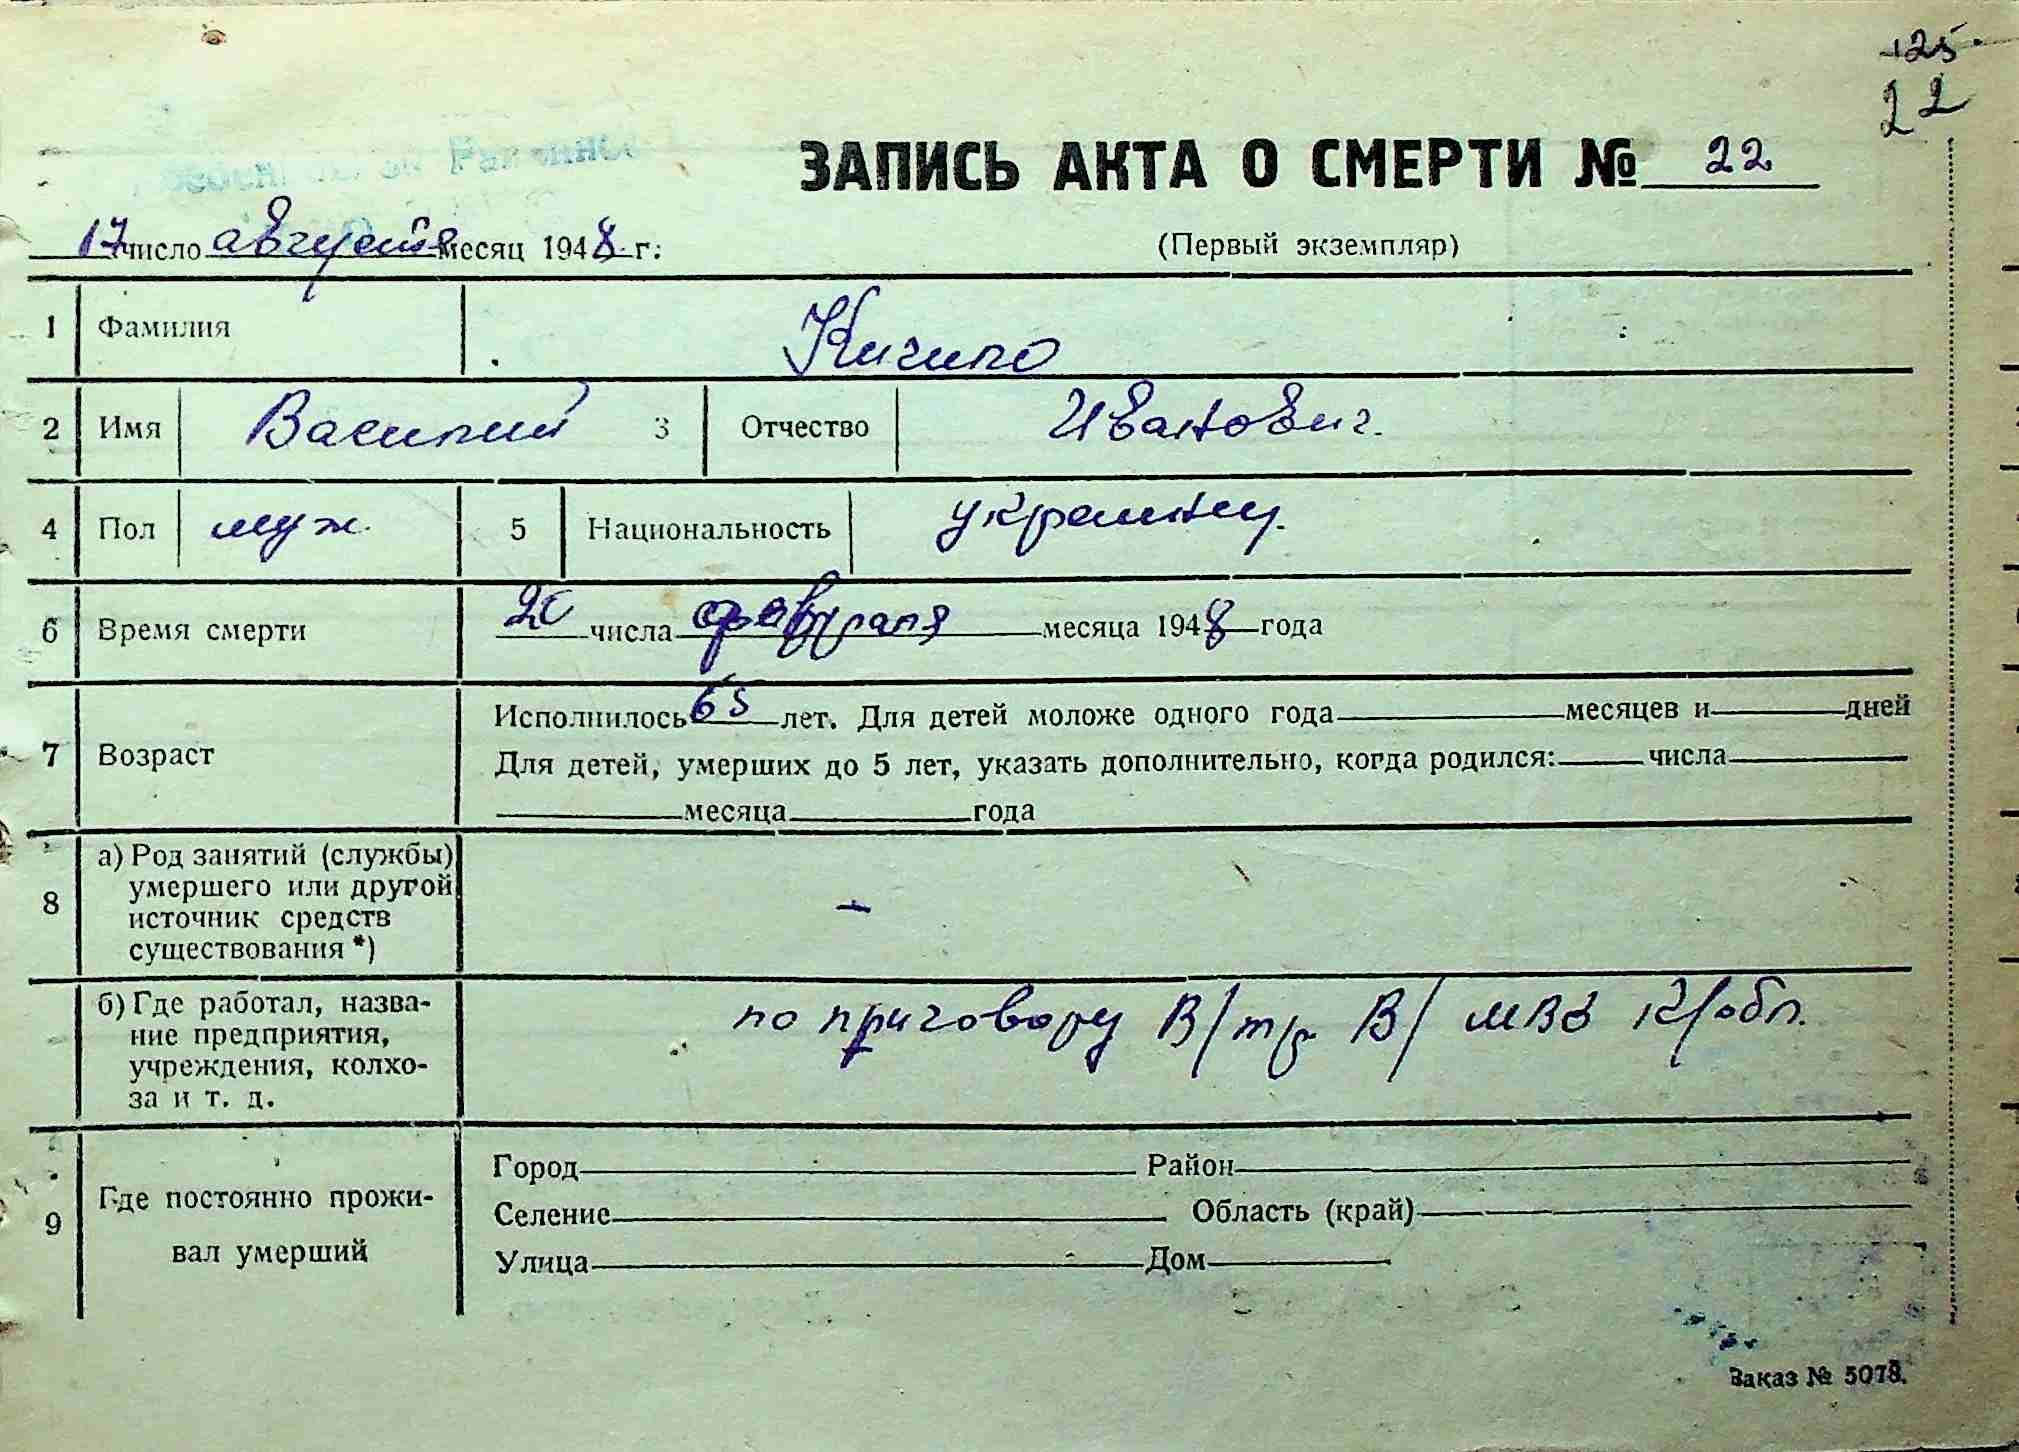 125
22
ЗАПИСЬ АКТА О СМЕРТИ № 22
17 число августа месяц 1948 г:
(Первый экземпляр)
1 Фамилия Кигило
2 Имя Василий 3 Отчество Иванович.
4 Пол муж. 5 Национальность украинц.
6 Время смерти 20 числа февраля месяца 1948 года
7 Возраст Исполнилось 65 лет. Для детей моложе одного года месяцев и дней
Для детей, умерших до 5 лет, указать дополнительно, когда родился: числа
месяца года
8 а) Род занятий (службы)
умершего или другой
источник средств
существования *)
-
б) Где работал, назва-
ние предприятия,
учреждения, колхо-
за и т. д.
по приговору В/тр В/ МВД К/обл.
9 Где постоянно прожи-
вал умерший
Город Район
Селение Область (край)
Улица Дом
Заказ № 5078.